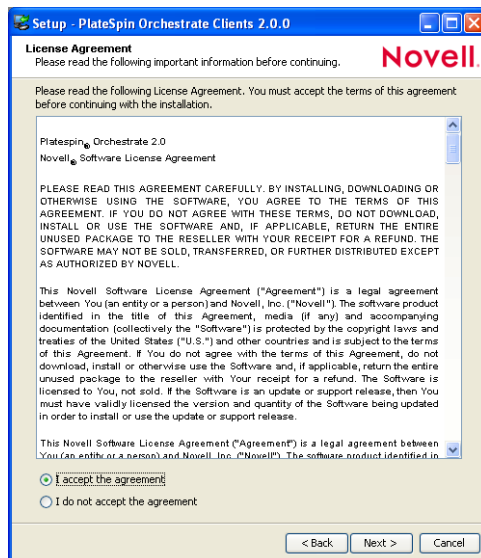 Setup - PlateSpin Orchestrate Clients 2.0.0
License Agreement
Please read the following important information before continuing.
Novell.
Please read the following License Agreement. You must accept the terms of this agreement
before continuing with the installation.
Platespin® Orchestrate 2.0
Novell® Software License Agreement
PLEASE READ THIS AGREEMENT CAREFULLY. BY INSTALLING, DOWNLOADING OR
OTHERWISE USING THE SOFTWARE, YOU AGREE TO THE TERMS OF THIS
AGREEMENT. IF YOU DO NOT AGREE WITH THESE TERMS, DO NOT DOWNLOAD,
INSTALL OR USE THE SOFTWARE AND, IF APPLICABLE, RETURN THE ENTIRE
UNUSED PACKAGE TO THE RESELLER WITH YOUR RECEIPT FOR A REFUND. THE
SOFTWARE MAY NOT BE SOLD, TRANSFERRED, OR FURTHER DISTRIBUTED EXCEPT
AS AUTHORIZED BY NOVELL.
This Novell Software License Agreement ("Agreement") is a legal agreement
between You (an entity or a person) and Novell, Inc. ("Novell"). The software product
identified in the title of this Agreement, media (if any) and accompanying
documentation (collectively the "Software") is protected by the copyright laws and
treaties of the United States ("U.S.") and other countries and is subject to the terms
of this Agreement. If You do not agree with the terms of this Agreement, do not
download, install or otherwise use the Software and, if applicable, return the entire
unused package to the reseller with Your receipt for a refund. The Software is
licensed to You, not sold. If the Software is an update or support release, then You
must have validly licensed the version and quantity of the Software being updated
in order to install or use the update or support release.
This Novell Software License Agreement ("Agreement") is a legal agreement between
You (an entity or a person) and Novell, Inc. ("Novell"). The software product identified in
I accept the agreement
I do not accept the agreement
< Back
Next >
Cancel